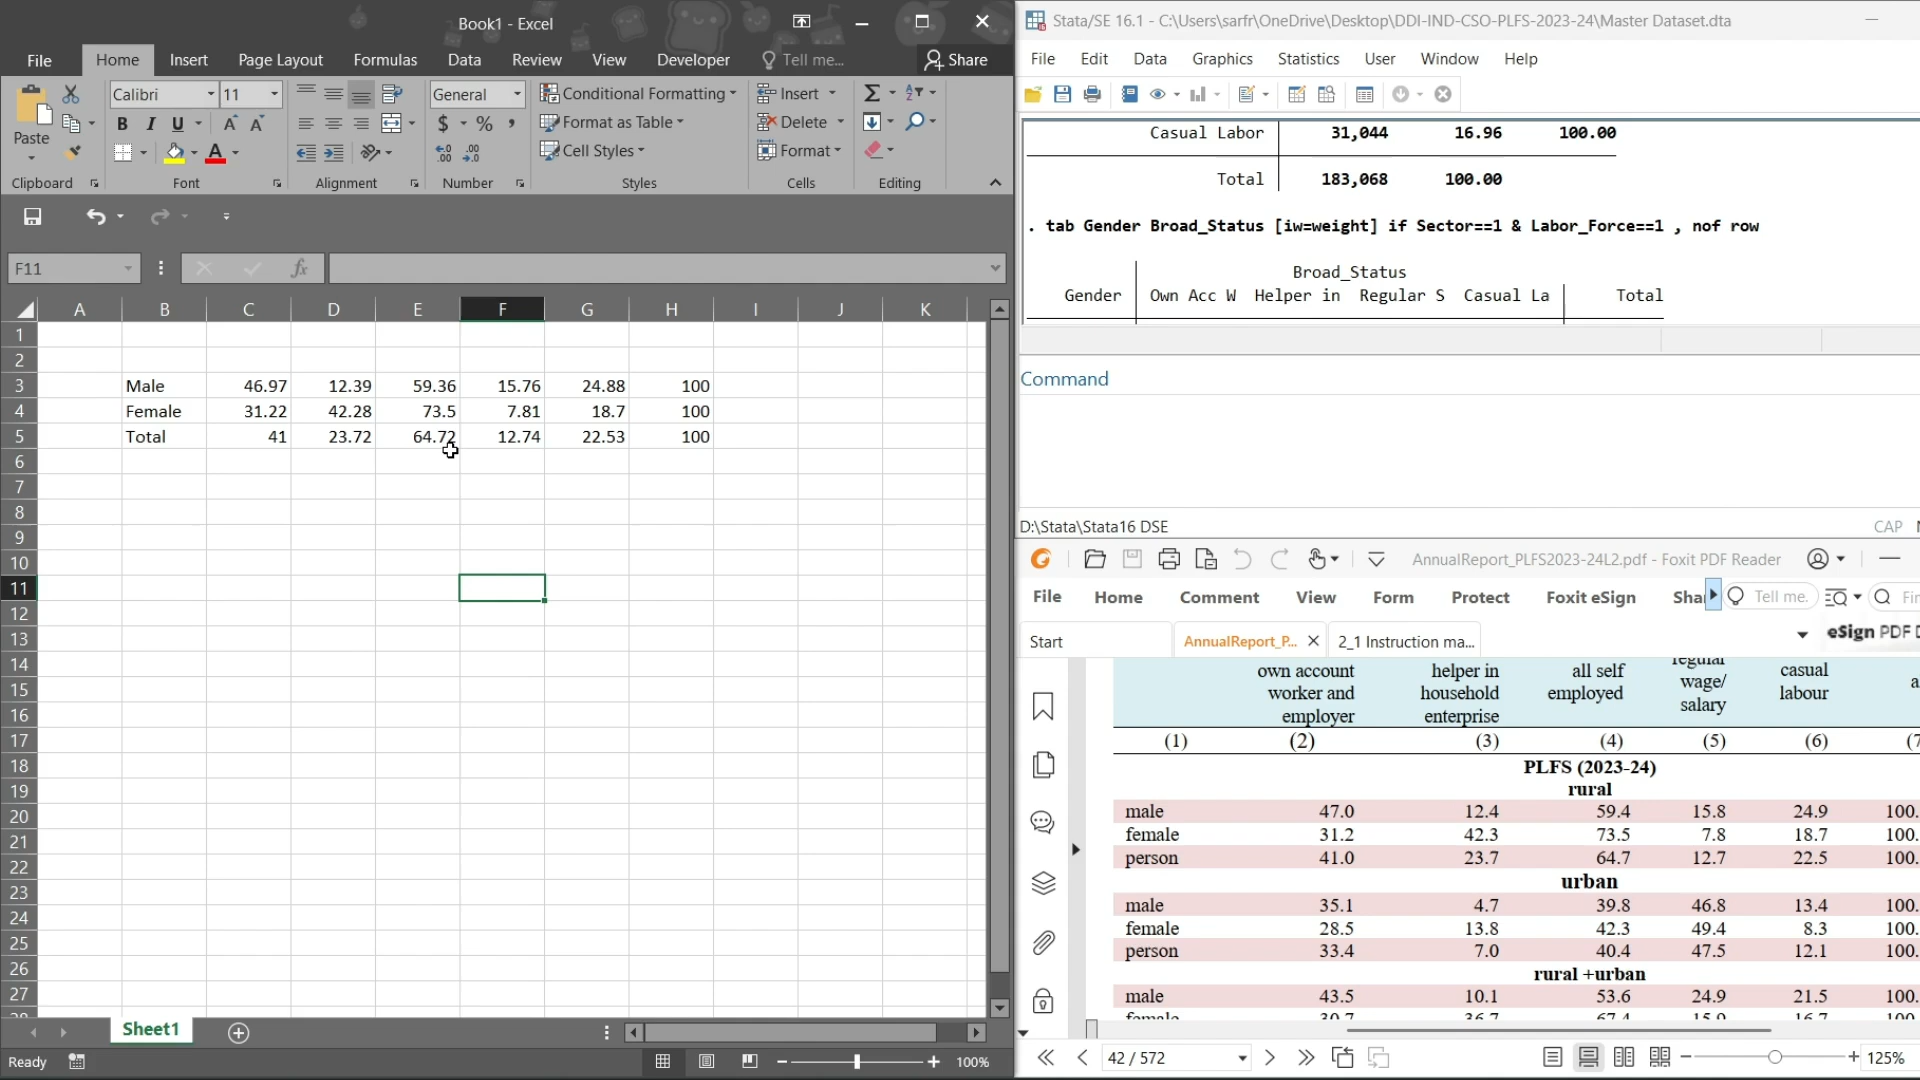 Book1 - Excel
File Home Insert Page Layout Formulas Data Review View Developer Tell me... Share
Paste
Calibri 11
B I U A A
General
$ % ,
Conditional Formatting
Format as Table
Cell Styles
Insert
Delete
Format
Clipboard Font Alignment Number Styles Cells Editing
F11 fx
A B C D E F G H I J K
1
2
3 Male 46.97 12.39 59.36 15.76 24.88 100
4 Female 31.22 42.28 73.5 7.81 18.7 100
5 Total 41 23.72 64.72 12.74 22.53 100
6
7
8
9
10
11
12
13
14
15
16
17
18
19
20
21
22
23
24
25
26
27
Sheet1
Ready 100%
Stata/SE 16.1 - C:\Users\sarfr\OneDrive\Desktop\DDI-IND-CSO-PLFS-2023-24\Master Dataset.dta
File Edit Data Graphics Statistics User Window Help
Casual Labor 31,044 16.96 100.00
Total 183,068 100.00
. tab Gender Broad_Status [iw=weight] if Sector==1 & Labor_Force==1 , nof row
Broad_Status
Gender Own Acc W Helper in Regular S Casual La Total
Command
D:\Stata\Stata16 DSE CAP
AnnualReport_PLFS2023-24L2.pdf - Foxit PDF Reader
File Home Comment View Form Protect Foxit eSign Sha Tell me. Fin
Start AnnualReport_P... 2_1 Instruction ma... eSign PDF
own account helper in all self regular casual
worker and household employed wage/ labour
employer enterprise salary
(1) (2) (3) (4) (5) (6) (7
PLFS (2023-24)
rural
male 47.0 12.4 59.4 15.8 24.9 100.
female 31.2 42.3 73.5 7.8 18.7 100.
person 41.0 23.7 64.7 12.7 22.5 100.
urban
male 35.1 4.7 39.8 46.8 13.4 100.
female 28.5 13.8 42.3 49.4 8.3 100.
person 33.4 7.0 40.4 47.5 12.1 100.
rural +urban
male 43.5 10.1 53.6 24.9 21.5 100.
female 30.7 36.7 67.4 15.9 16.7 100
42 / 572 125%